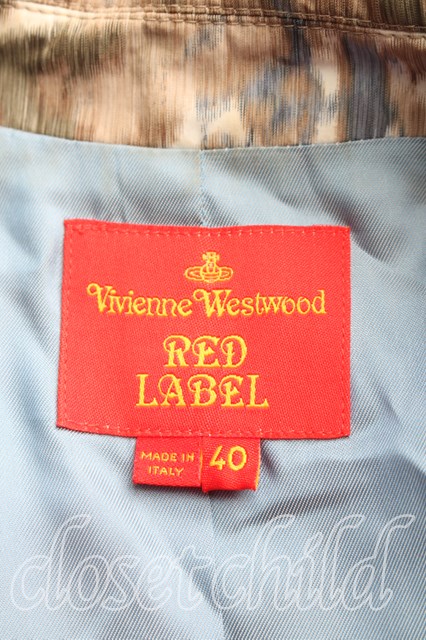 Vivienne Westwood
RED
LABEL
MADE IN
ITALY
40
closetchild